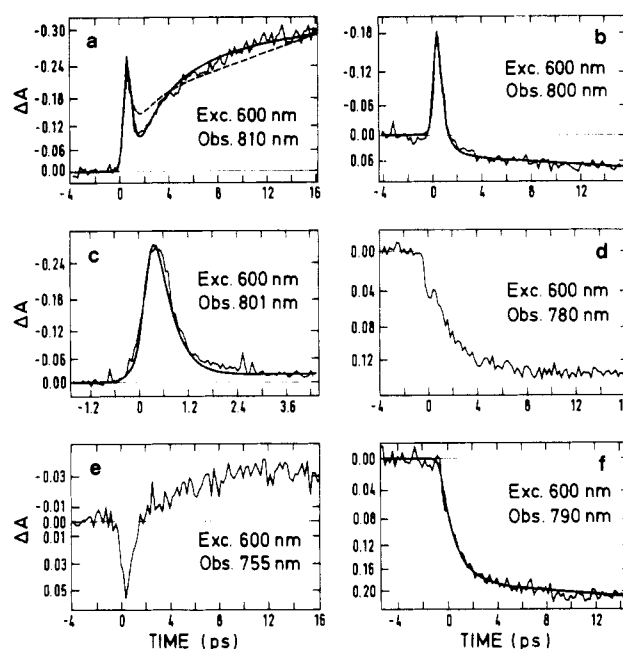 a
-0.30
-0.24
-0.18
-0.12
-0.06
0.00
ΔA
Exc. 600 nm
Obs. 810 nm
-4 0 4 8 12 16
b
-0.18
-0.12
-0.06
0.00
0.06
Exc. 600 nm
Obs. 800 nm
-4 0 4 8 12 16
c
-0.24
-0.18
-0.12
-0.06
0.00
ΔA
Exc. 600 nm
Obs. 801 nm
-1.2 0 1.2 2.4 3.6
d
0.00
0.04
0.08
0.12
Exc. 600 nm
Obs. 780 nm
-4 0 4 8 12 16
e
-0.03
-0.01
0.00
0.01
0.03
0.05
ΔA
Exc. 600 nm
Obs. 755 nm
-4 0 4 8 12 16
TIME (ps)
f
0.00
0.04
0.08
0.12
0.16
0.20
Exc. 600 nm
Obs. 790 nm
-4 0 4 8 12
TIME (ps)